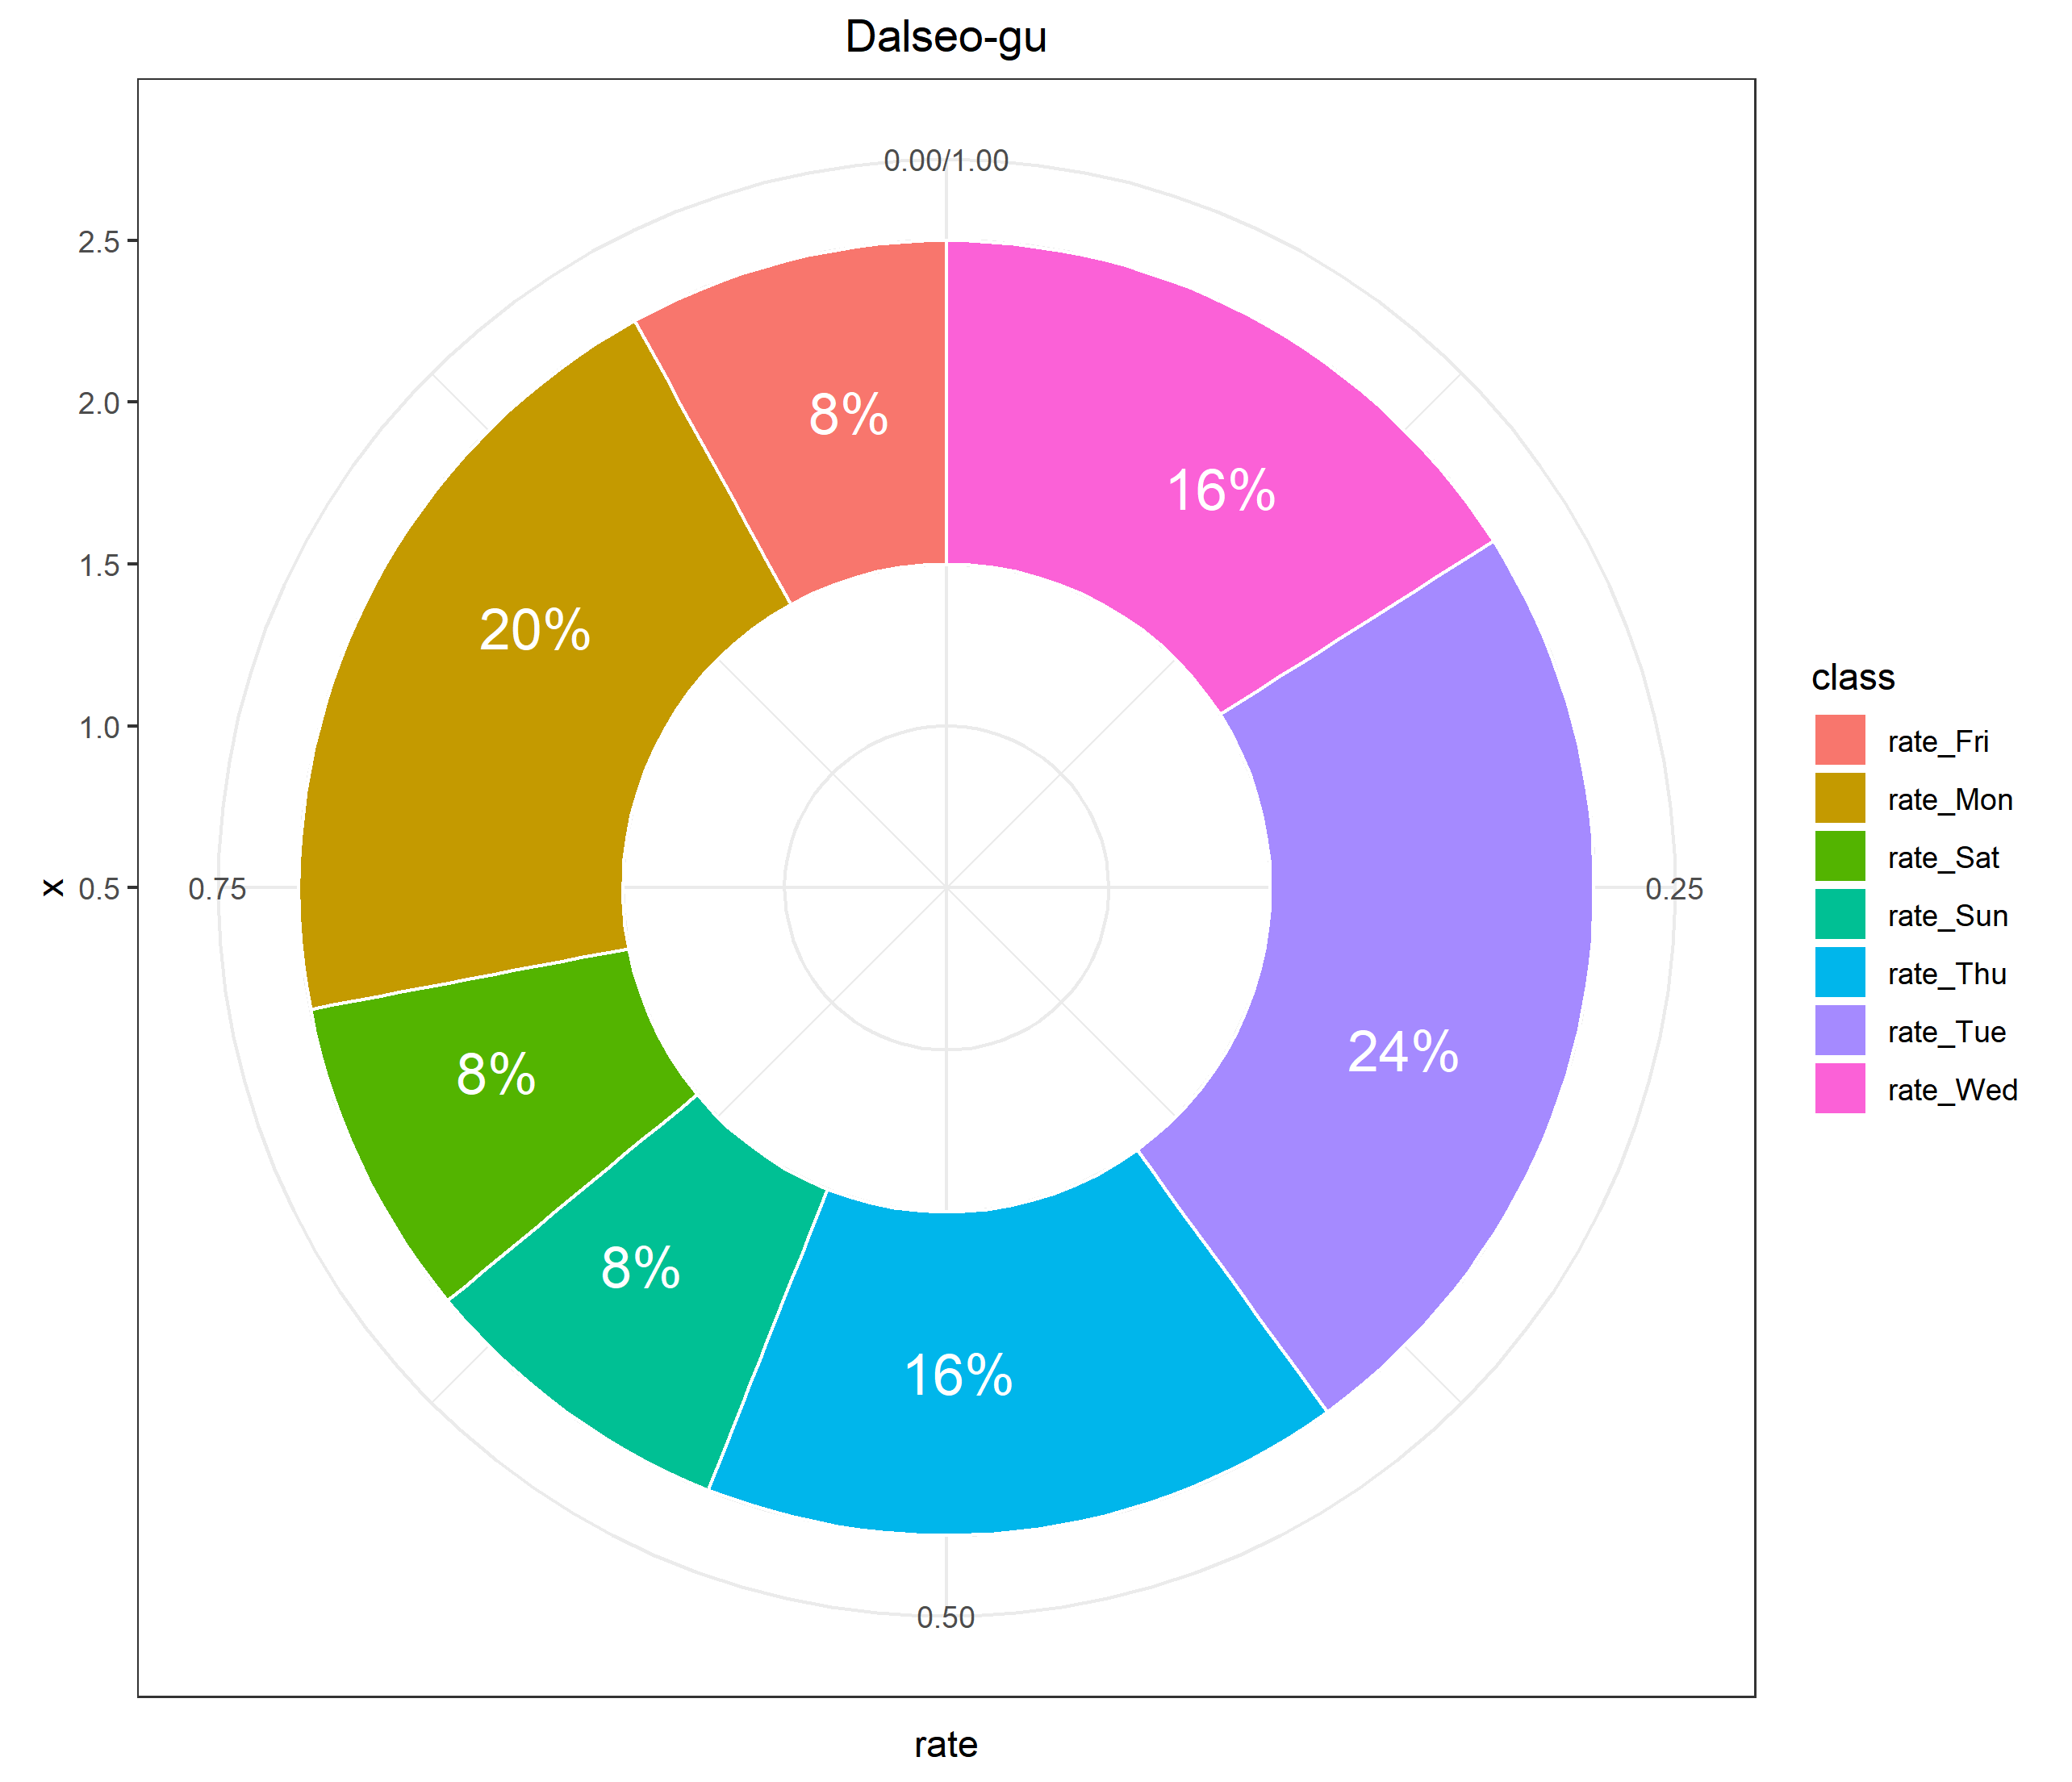 Dalseo-gu
0.00/1.00
2.5
2.0
1.5
1.0
0.5
x
0.75
0.25
0.50
8%
16%
20%
24%
8%
8%
16%
rate
class
rate_Fri
rate_Mon
rate_Sat
rate_Sun
rate_Thu
rate_Tue
rate_Wed